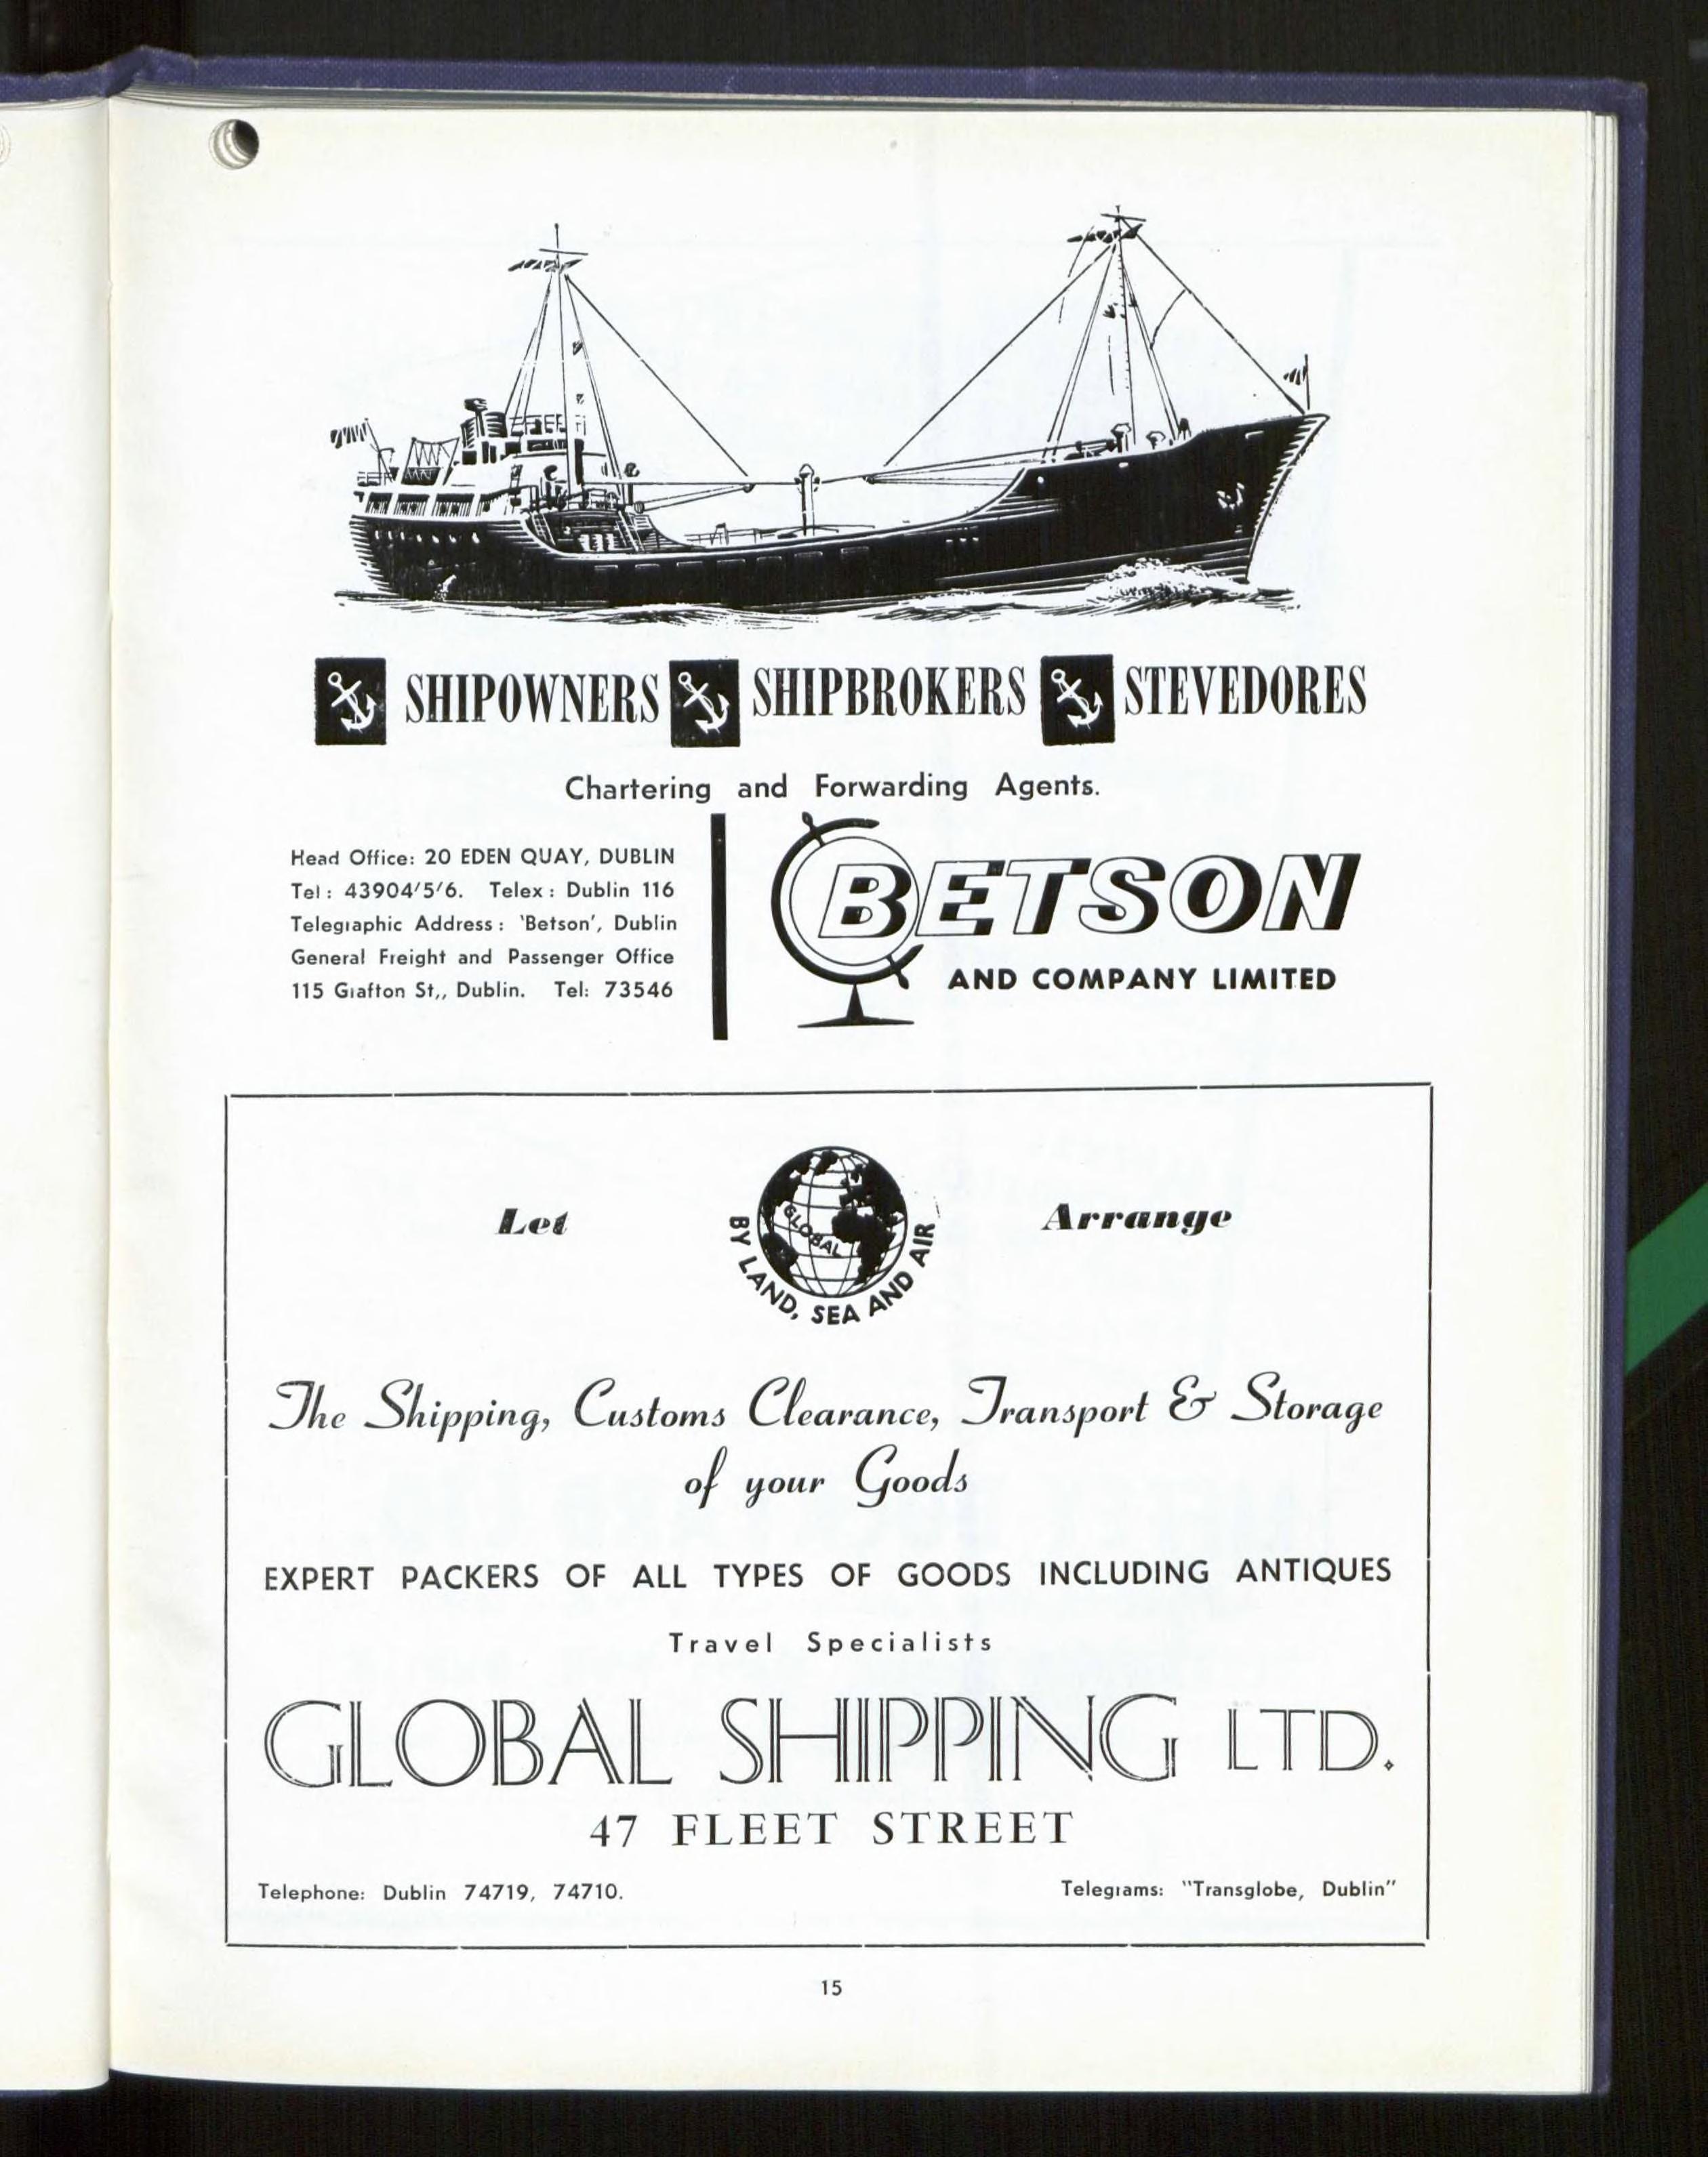 SHIPOWNERS SHIPBROKERS STEVEDORES
Chartering and Forwarding Agents.
Head Office: 20 EDEN QUAY, DUBLIN
Tel: 43904/5/6. Telex: Dublin 116
Telegraphic Address: 'Betson', Dublin
General Freight and Passenger Office
115 Grafton St,, Dublin. Tel: 73546
BETSON
AND COMPANY LIMITED
Let
GLOBAL
BY LAND, SEA AND AIR
Arrange
The Shipping, Customs Clearance, Transport & Storage
of your Goods
EXPERT PACKERS OF ALL TYPES OF GOODS INCLUDING ANTIQUES
Travel Specialists
GLOBAL SHIPPING LTD.
47 FLEET STREET
Telephone: Dublin 74719, 74710.
Telegrams: "Transglobe, Dublin"
15